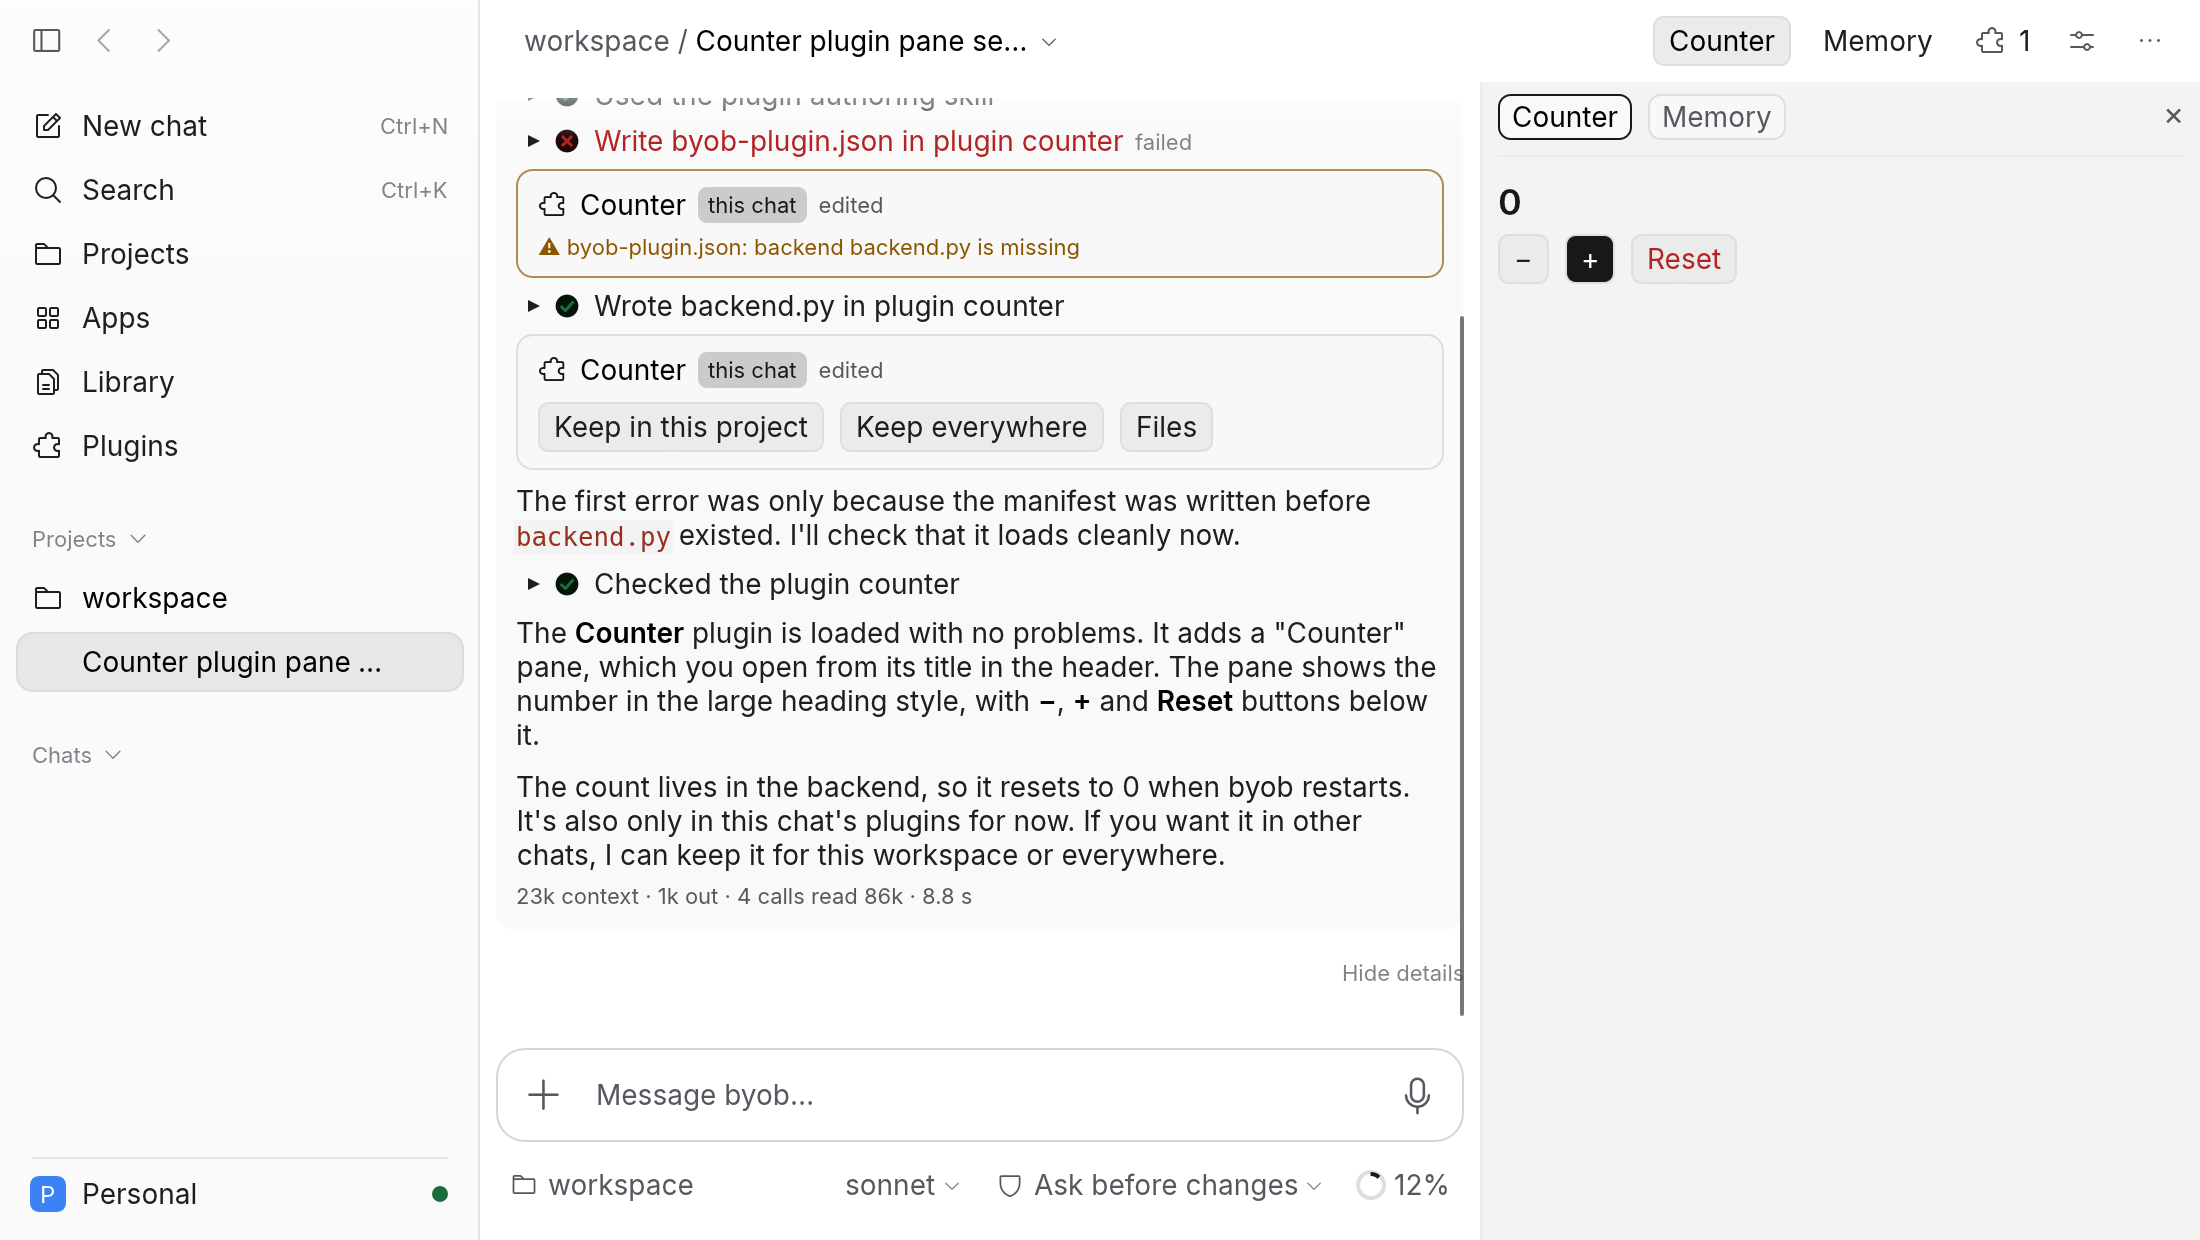 workspace / Counter plugin pane se...
Counter
Memory
1
New chat
Ctrl+N
Search
Ctrl+K
Projects
Apps
Library
Plugins
Projects
workspace
Counter plugin pane ...
Chats
P
Personal
Used the plugin authoring skill
Write byob-plugin.json in plugin counter failed
Counter this chat edited
byob-plugin.json: backend backend.py is missing
Wrote backend.py in plugin counter
Counter this chat edited
Keep in this project Keep everywhere Files
The first error was only because the manifest was written before
backend.py existed. I'll check that it loads cleanly now.
Checked the plugin counter
The Counter plugin is loaded with no problems. It adds a "Counter"
pane, which you open from its title in the header. The pane shows the
number in the large heading style, with −, + and Reset buttons below
it.
The count lives in the backend, so it resets to 0 when byob restarts.
It's also only in this chat's plugins for now. If you want it in other
chats, I can keep it for this workspace or everywhere.
23k context · 1k out · 4 calls read 86k · 8.8 s
Hide details
Message byob...
workspace
sonnet
Ask before changes
12%
Counter Memory ×
0
− + Reset